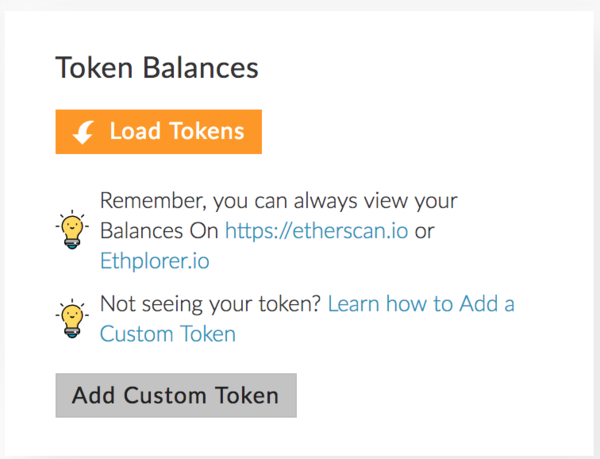 Token Balances
Load Tokens
Remember, you can always view your
Balances On https://etherscan.io or
Ethplorer.io
Not seeing your token? Learn how to Add a
Custom Token
Add Custom Token